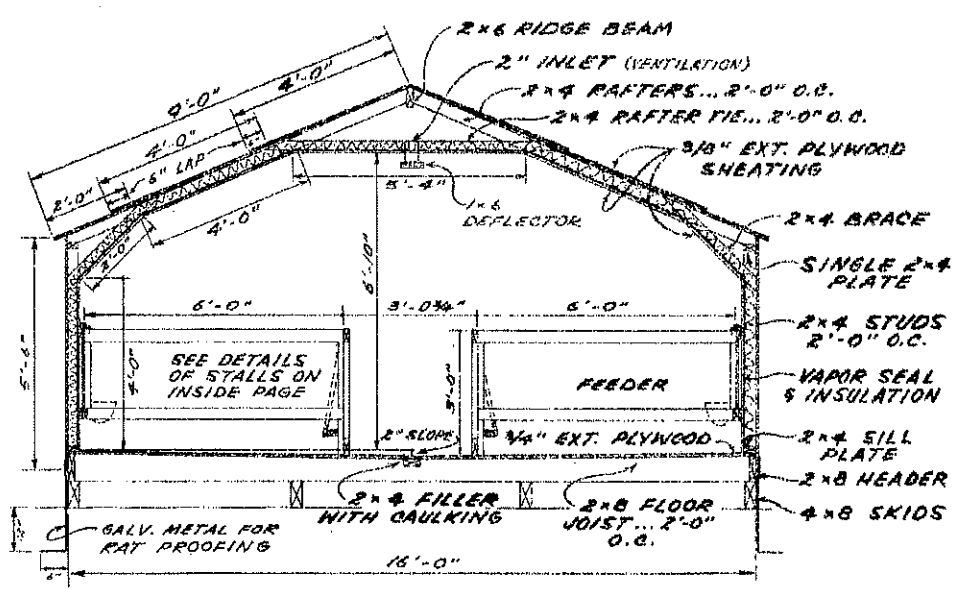 2×6 RIDGE BEAM
2" INLET (VENTILATION)
2×4 RAFTERS... 2'-0" O.C.
2×4 RAFTER TIE... 2'-0" O.C.
3/8" EXT. PLYWOOD
SHEATING
4'-0"
4'-0"
4'-0"
6" LAP
6"
2'-0"
5'-4"
1×6
DEFLECTOR
4'-0"
2'-0"
6'-10"
2×4 BRACE
SINGLE 2×4
PLATE
6'-0"
3'-0 3/4"
6'-0"
2×4 STUDS
2'-0" O.C.
5'-6"
4'-0"
SEE DETAILS
OF STALLS ON
INSIDE PAGE
3'-0"
FEEDER
VAPOR SEAL
& INSULATION
2" SLOPE
3/4" EXT. PLYWOOD
2×4 SILL
PLATE
2×8 HEADER
2×4 FILLER
WITH CAULKING
2×8 FLOOR
JOIST... 2'-0"
O.C.
4×8 SKIDS
GALV. METAL FOR
RAT PROOFING
6"
16'-0"